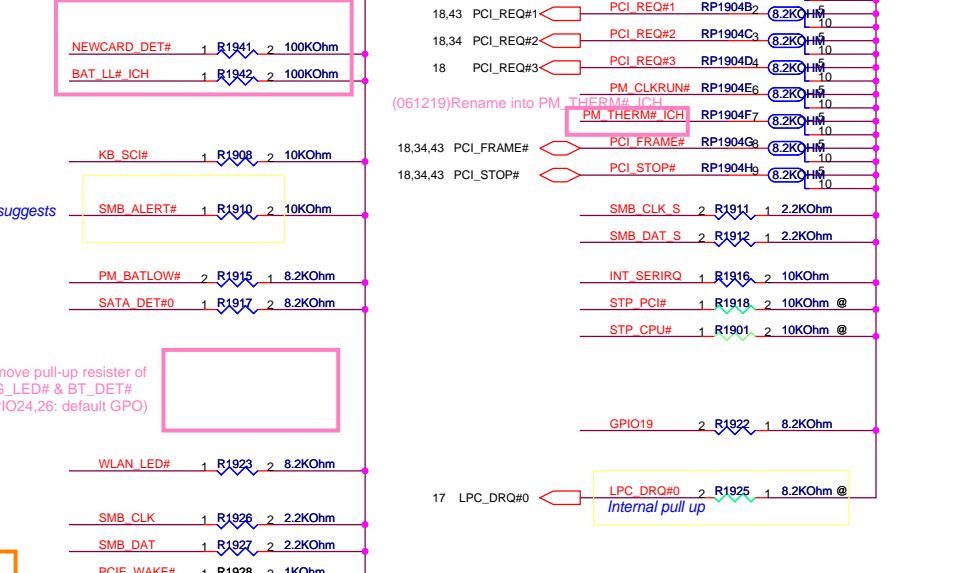 NEWCARD_DET# 1 R1941 2 100KOhm
BAT_LL#_ICH 1 R1942 2 100KOhm
KB_SCI# 1 R1908 2 10KOhm
suggests
SMB_ALERT# 1 R1910 2 10KOhm
PM_BATLOW# 2 R1915 1 8.2KOhm
SATA_DET#0 1 R1917 2 8.2KOhm
move pull-up resister of
G_LED# & BT_DET#
IO24,26: default GPO)
WLAN_LED# 1 R1923 2 8.2KOhm
SMB_CLK 1 R1926 2 2.2KOhm
SMB_DAT 1 R1927 2 2.2KOhm
PCIE_WAKE# 1 R1928 2 1KOhm
18,43 PCI_REQ#1 PCI_REQ#1 RP1904B 2 8.2KOHM 5 10
18,34 PCI_REQ#2 PCI_REQ#2 RP1904C 3 8.2KOHM 5 10
18 PCI_REQ#3 PCI_REQ#3 RP1904D 4 8.2KOHM 5 10
PM_CLKRUN# RP1904E 6 8.2KOHM 5 10
(061219)Rename into PM_THERM#_ICH
PM_THERM#_ICH RP1904F 7 8.2KOHM 5 10
18,34,43 PCI_FRAME# PCI_FRAME# RP1904G 8 8.2KOHM 5 10
18,34,43 PCI_STOP# PCI_STOP# RP1904H 9 8.2KOHM 5 10
SMB_CLK_S 2 R1911 1 2.2KOhm
SMB_DAT_S 2 R1912 1 2.2KOhm
INT_SERIRQ 1 R1916 2 10KOhm
STP_PCI# 1 R1918 2 10KOhm @
STP_CPU# 1 R1901 2 10KOhm @
GPIO19 2 R1922 1 8.2KOhm
17 LPC_DRQ#0 LPC_DRQ#0 2 R1925 1 8.2KOhm @
Internal pull up